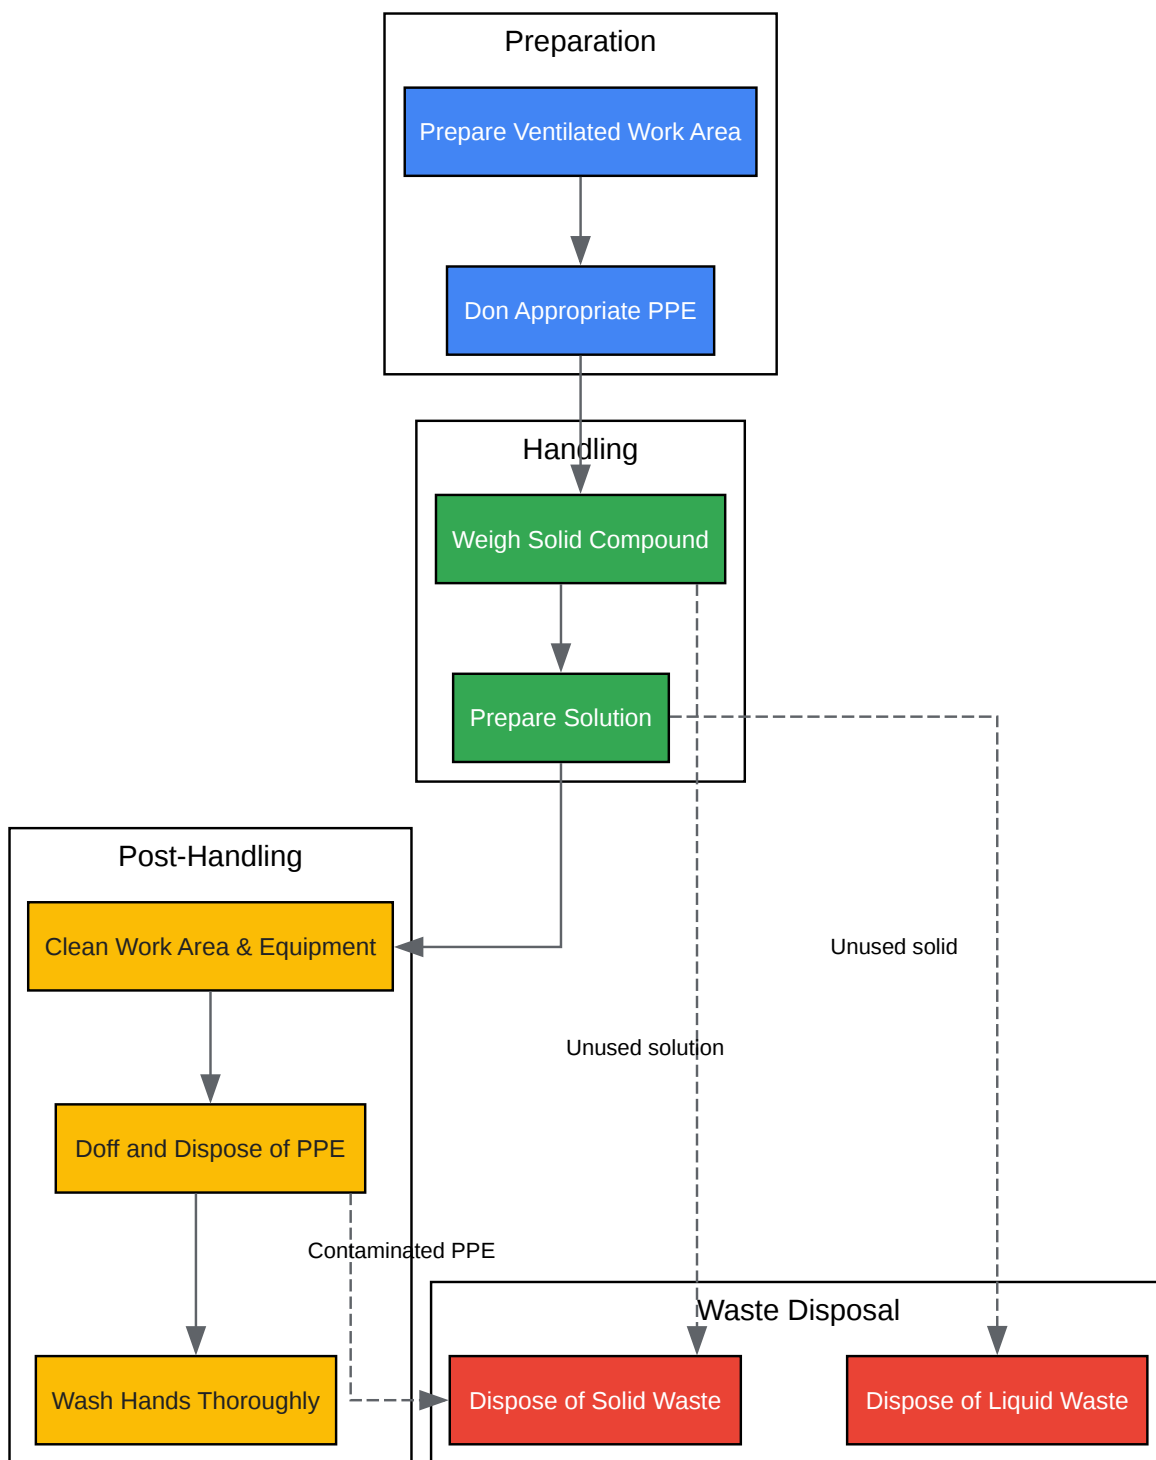 Preparation
Prepare Ventilated Work Area
Don Appropriate PPE
Handling
Weigh Solid Compound
Prepare Solution
Post-Handling
Clean Work Area & Equipment
Unused solid
Unused solution
Doff and Dispose of PPE
Contaminated PPE
Waste Disposal
Wash Hands Thoroughly
Dispose of Solid Waste
Dispose of Liquid Waste